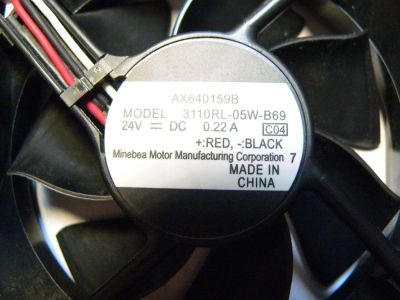 AX640159B
MODEL 3110RL-05W-B69
24V ⎓ DC 0.22 A C04
+:RED, -:BLACK
Minebea Motor Manufacturing Corporation 7
MADE IN
CHINA